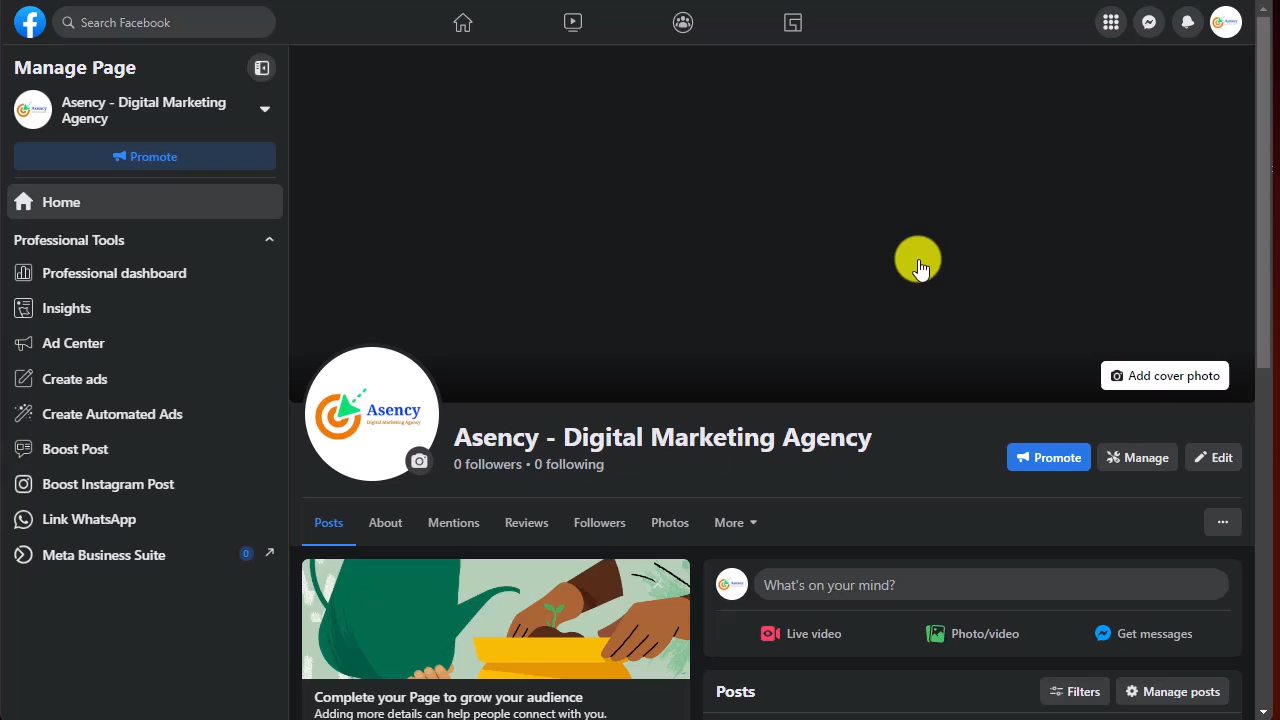 Search Facebook
Manage Page
Asency - Digital Marketing
Agency
Promote
Home
Professional Tools
Professional dashboard
Insights
Ad Center
Create ads
Create Automated Ads
Boost Post
Boost Instagram Post
Link WhatsApp
Meta Business Suite 0
Add cover photo
Asency
Digital Marketing Agency
Asency - Digital Marketing Agency
0 followers • 0 following
Promote
Manage
Edit
Posts About Mentions Reviews Followers Photos More
What's on your mind?
Live video Photo/video Get messages
Complete your Page to grow your audience
Adding more details can help people connect with you.
Posts
Filters
Manage posts